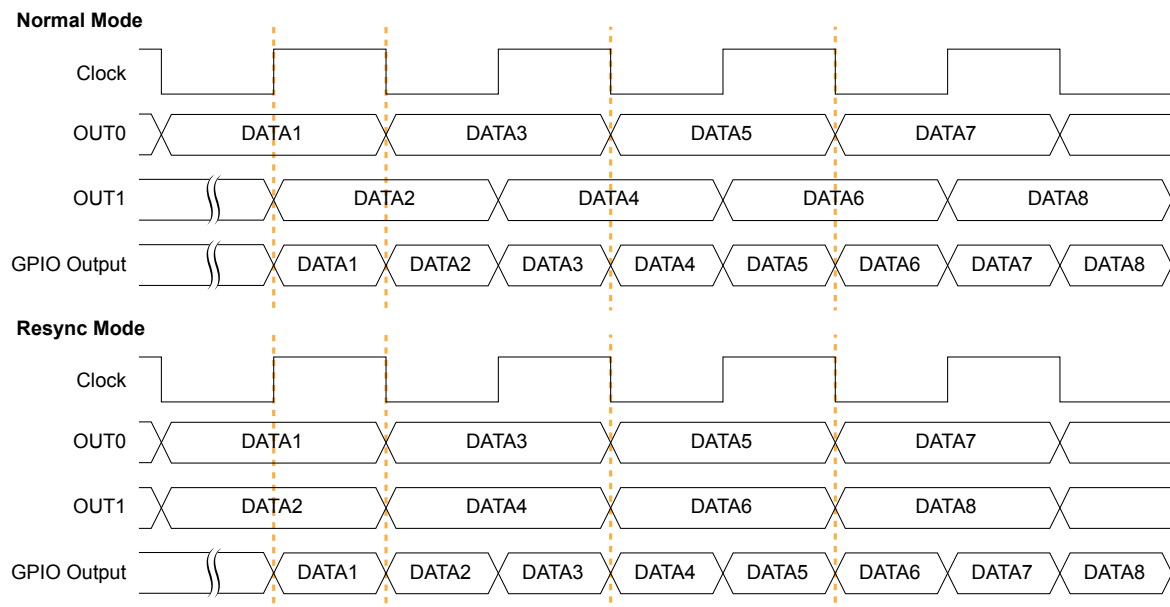 Normal Mode
Clock
OUT0 DATA1 DATA3 DATA5 DATA7
OUT1 DATA2 DATA4 DATA6 DATA8
GPIO Output DATA1 DATA2 DATA3 DATA4 DATA5 DATA6 DATA7 DATA8
Resync Mode
Clock
OUT0 DATA1 DATA3 DATA5 DATA7
OUT1 DATA2 DATA4 DATA6 DATA8
GPIO Output DATA1 DATA2 DATA3 DATA4 DATA5 DATA6 DATA7 DATA8